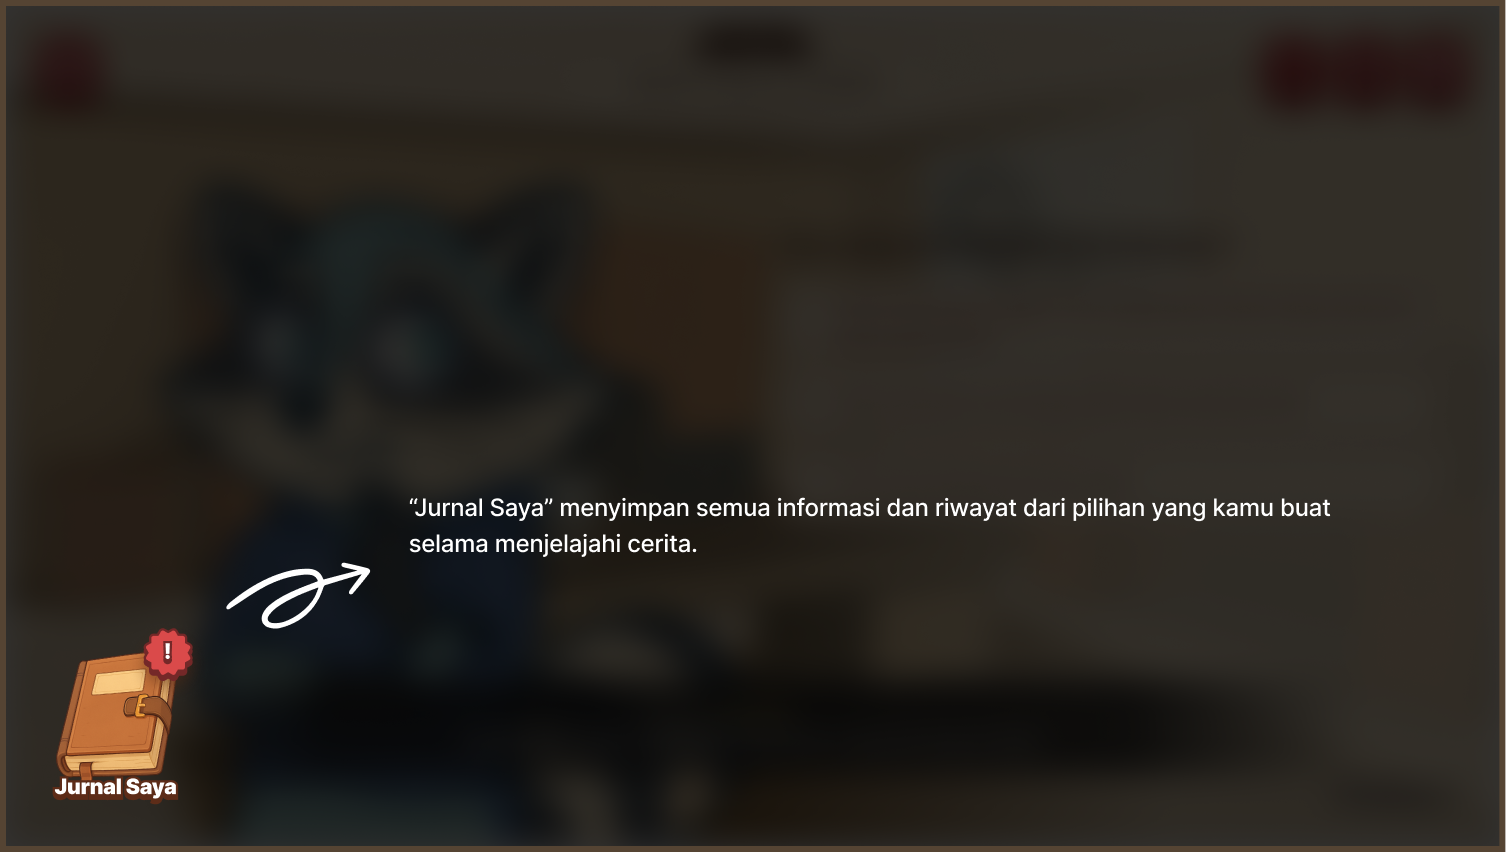 “Jurnal Saya” menyimpan semua informasi dan riwayat dari pilihan yang kamu buat
selama menjelajahi cerita.
!
Jurnal Saya